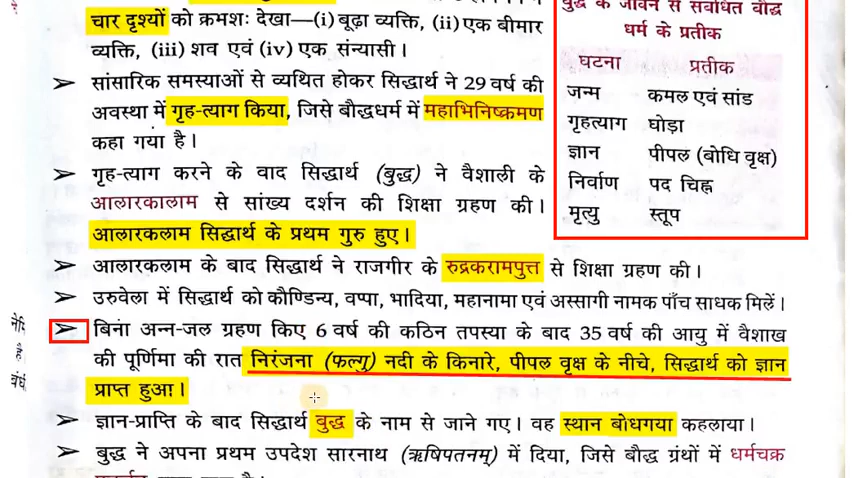 चार दृश्यों को क्रमशः देखा—(i) बूढ़ा व्यक्ति, (ii) एक बीमार
व्यक्ति, (iii) शव एवं (iv) एक संन्यासी।
➢ सांसारिक समस्याओं से व्यथित होकर सिद्धार्थ ने 29 वर्ष की
अवस्था में गृह-त्याग किया, जिसे बौद्धधर्म में महाभिनिष्क्रमण
कहा गया है।
➢ गृह-त्याग करने के बाद सिद्धार्थ (बुद्ध) ने वैशाली के
आलारकालाम से सांख्य दर्शन की शिक्षा ग्रहण की।
आलारकलाम सिद्धार्थ के प्रथम गुरु हुए।
बुद्ध के जीवन से संबंधित बौद्ध
धर्म के प्रतीक
घटना प्रतीक
जन्म कमल एवं सांड
गृहत्याग घोड़ा
ज्ञान पीपल (बोधि वृक्ष)
निर्वाण पद चिह्न
मृत्यु स्तूप
➢ आलारकलाम के बाद सिद्धार्थ ने राजगीर के रुद्रकरामपुत्त से शिक्षा ग्रहण की।
➢ उरुवेला में सिद्धार्थ को कौण्डिन्य, वप्पा, भादिया, महानामा एवं अस्सागी नामक पाँच साधक मिलें।
➢ बिना अन्न-जल ग्रहण किए 6 वर्ष की कठिन तपस्या के बाद 35 वर्ष की आयु में वैशाख
की पूर्णिमा की रात निरंजना (फल्गु) नदी के किनारे, पीपल वृक्ष के नीचे, सिद्धार्थ को ज्ञान
प्राप्त हुआ।
➢ ज्ञान-प्राप्ति के बाद सिद्धार्थ बुद्ध के नाम से जाने गए। वह स्थान बोधगया कहलाया।
➢ बुद्ध ने अपना प्रथम उपदेश सारनाथ (ऋषिपतनम्) में दिया, जिसे बौद्ध ग्रंथों में धर्मचक्र
है।